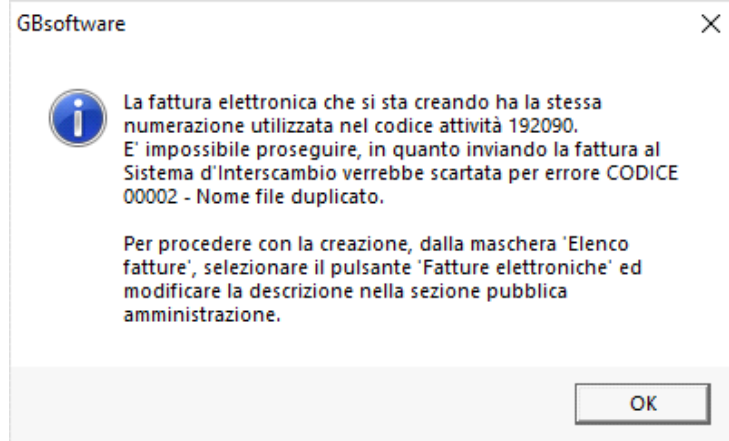 GBsoftware
La fattura elettronica che si sta creando ha la stessa
numerazione utilizzata nel codice attività 192090.
E' impossibile proseguire, in quanto inviando la fattura al
Sistema d'Interscambio verrebbe scartata per errore CODICE
00002 - Nome file duplicato.
Per procedere con la creazione, dalla maschera 'Elenco
fatture', selezionare il pulsante 'Fatture elettroniche' ed
modificare la descrizione nella sezione pubblica
amministrazione.
OK